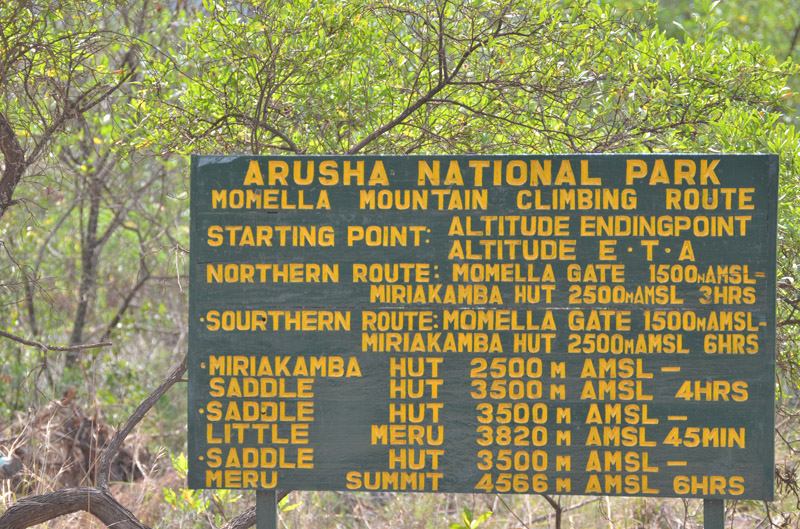 ARUSHA NATIONAL PARK
MOMELLA MOUNTAIN CLIMBING ROUTE
STARTING POINT: ALTITUDE ENDINGPOINT
ALTITUDE E·T·A
NORTHERN ROUTE: MOMELLA GATE 1500MAMSL-
MIRIAKAMBA HUT 2500MAMSL 3HRS
·SOURTHERN ROUTE: MOMELLA GATE 1500MAMSL-
MIRIAKAMBA HUT 2500MAMSL 6HRS
·MIRIAKAMBA HUT 2500 M AMSL —
SADDLE HUT 3500 M AMSL 4HRS
·SADDLE HUT 3500 M AMSL —
LITTLE MERU 3820 M AMSL 45MIN
·SADDLE HUT 3500 M AMSL —
MERU SUMMIT 4566 M AMSL 6HRS